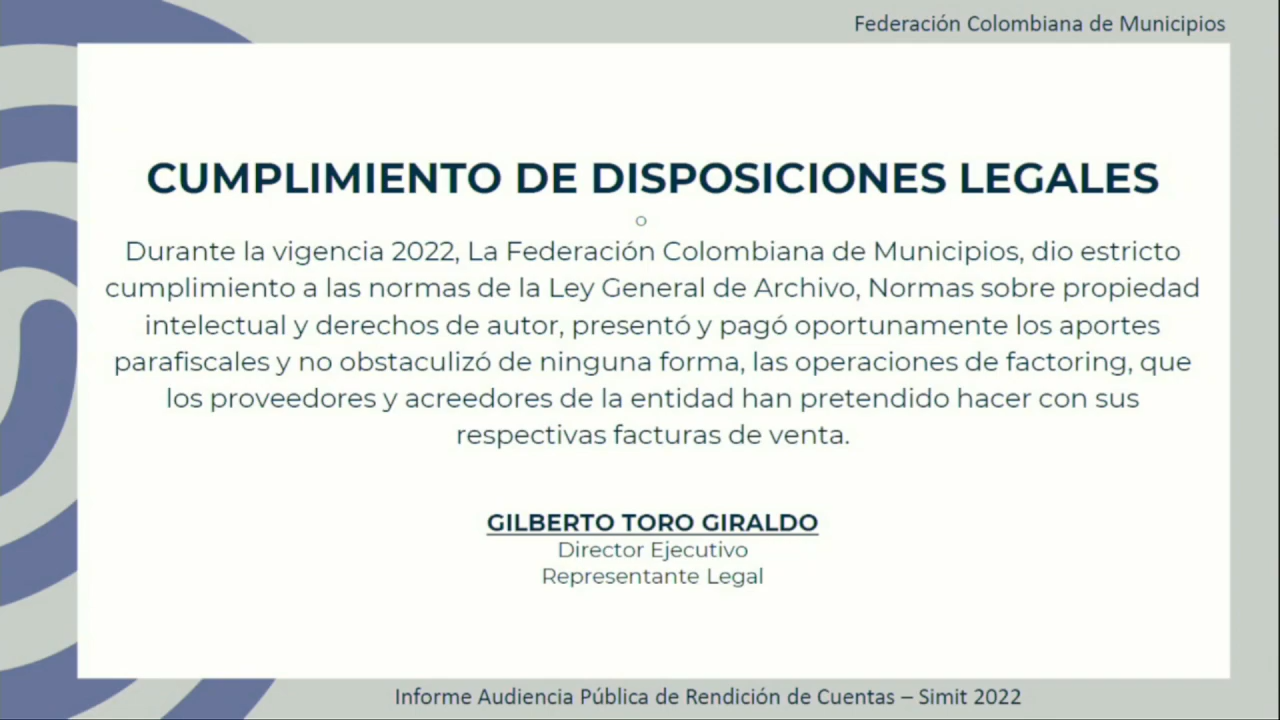 Federación Colombiana de Municipios
CUMPLIMIENTO DE DISPOSICIONES LEGALES
Durante la vigencia 2022, La Federación Colombiana de Municipios, dio estricto
cumplimiento a las normas de la Ley General de Archivo, Normas sobre propiedad
intelectual y derechos de autor, presentó y pagó oportunamente los aportes
parafiscales y no obstaculizó de ninguna forma, las operaciones de factoring, que
los proveedores y acreedores de la entidad han pretendido hacer con sus
respectivas facturas de venta.
GILBERTO TORO GIRALDO
Director Ejecutivo
Representante Legal
Informe Audiencia Pública de Rendición de Cuentas – Simit 2022